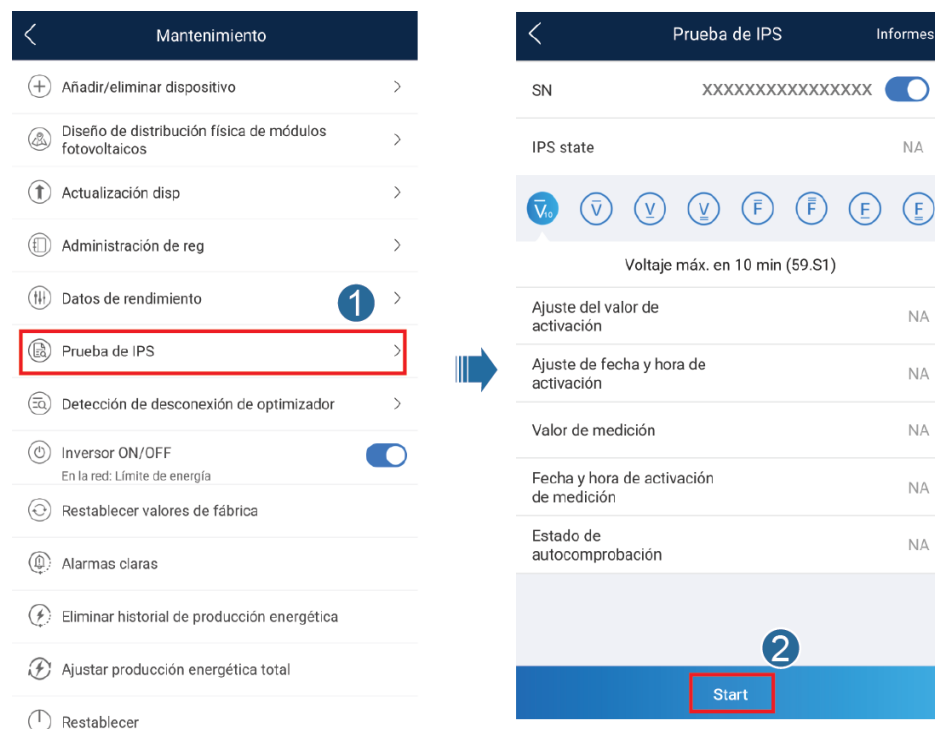 Mantenimiento
Añadir/eliminar dispositivo
Diseño de distribución física de módulos
fotovoltaicos
Actualización disp
Administración de reg
Datos de rendimiento
1
Prueba de IPS
Detección de desconexión de optimizador
Inversor ON/OFF
En la red: Límite de energía
Restablecer valores de fábrica
Alarmas claras
Eliminar historial de producción energética
Ajustar producción energética total
Restablecer
Prueba de IPS
Informes
SN
XXXXXXXXXXXXXXXX
IPS state
NA
V̅₁₀ V̅ V̲ V̳ F̅ F̿ F̲ F̳
Voltaje máx. en 10 min (59.S1)
Ajuste del valor de
activación
NA
Ajuste de fecha y hora de
activación
NA
Valor de medición
NA
Fecha y hora de activación
de medición
NA
Estado de
autocomprobación
NA
2
Start